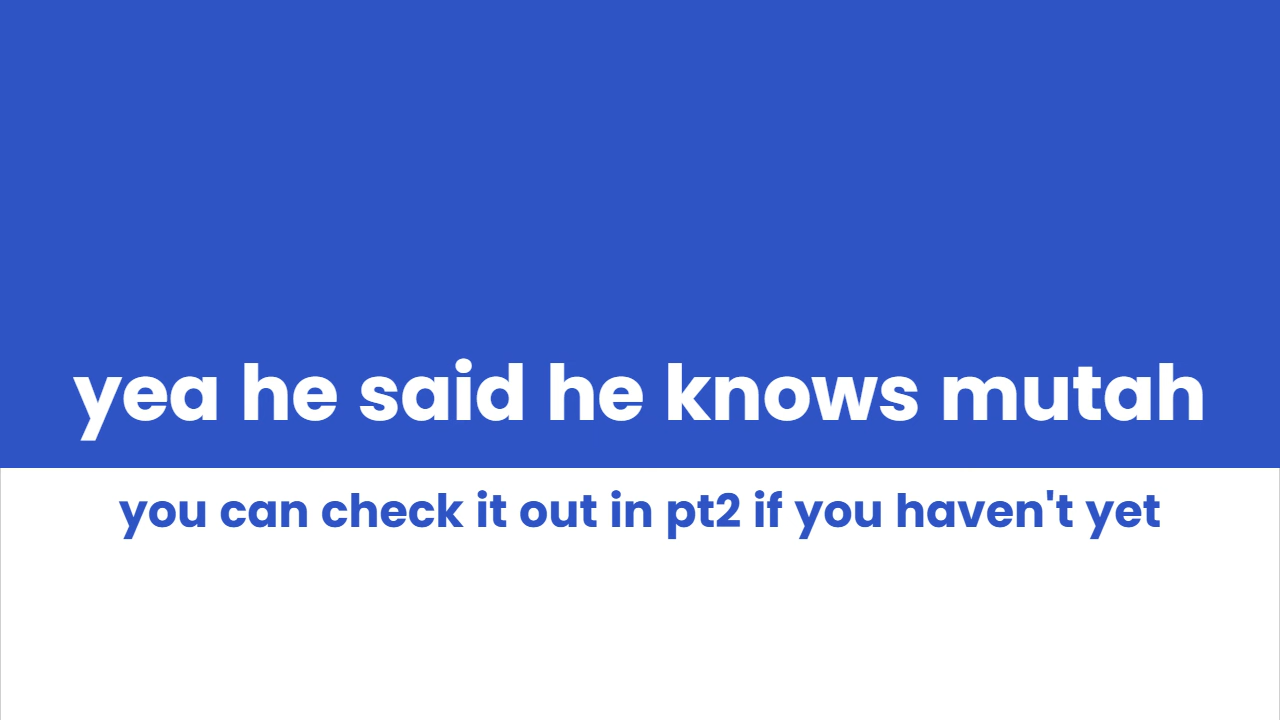 yea he said he knows mutah
you can check it out in pt2 if you haven't yet